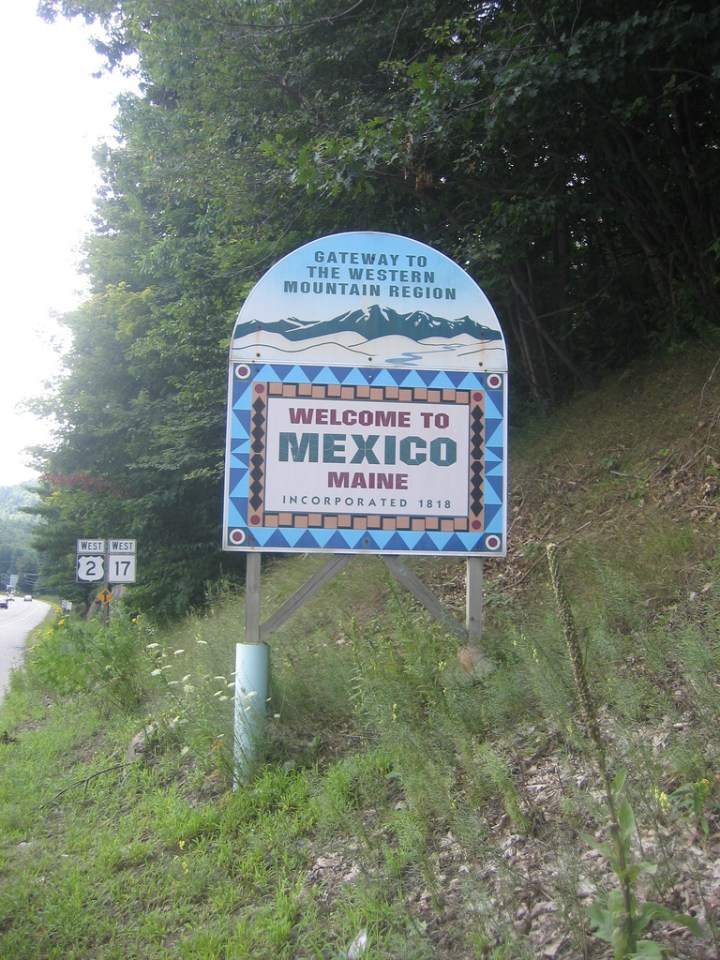 GATEWAY TO
THE WESTERN
MOUNTAIN REGION
WELCOME TO
MEXICO
MAINE
INCORPORATED 1818
WEST WEST
2 17